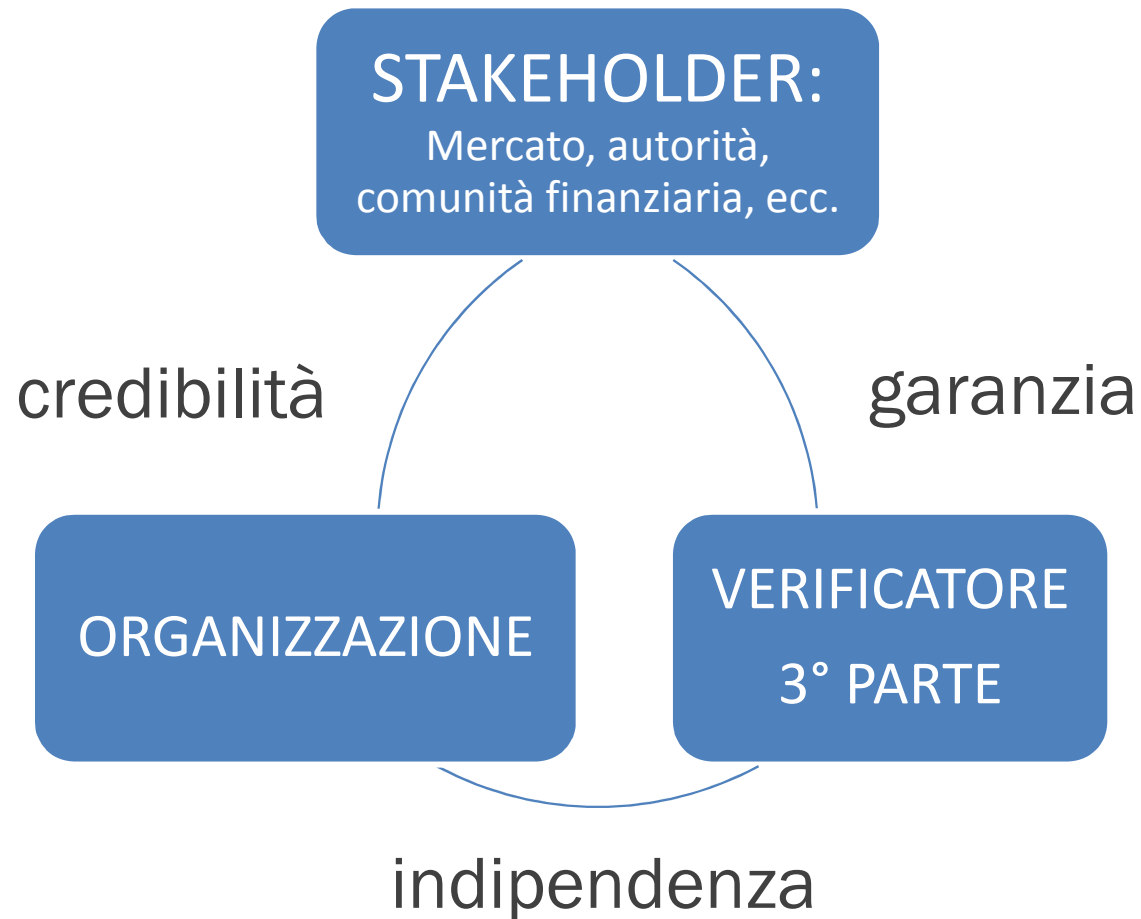 STAKEHOLDER:
Mercato, autorità,
comunità finanziaria, ecc.
credibilità
garanzia
ORGANIZZAZIONE
VERIFICATORE
3° PARTE
indipendenza